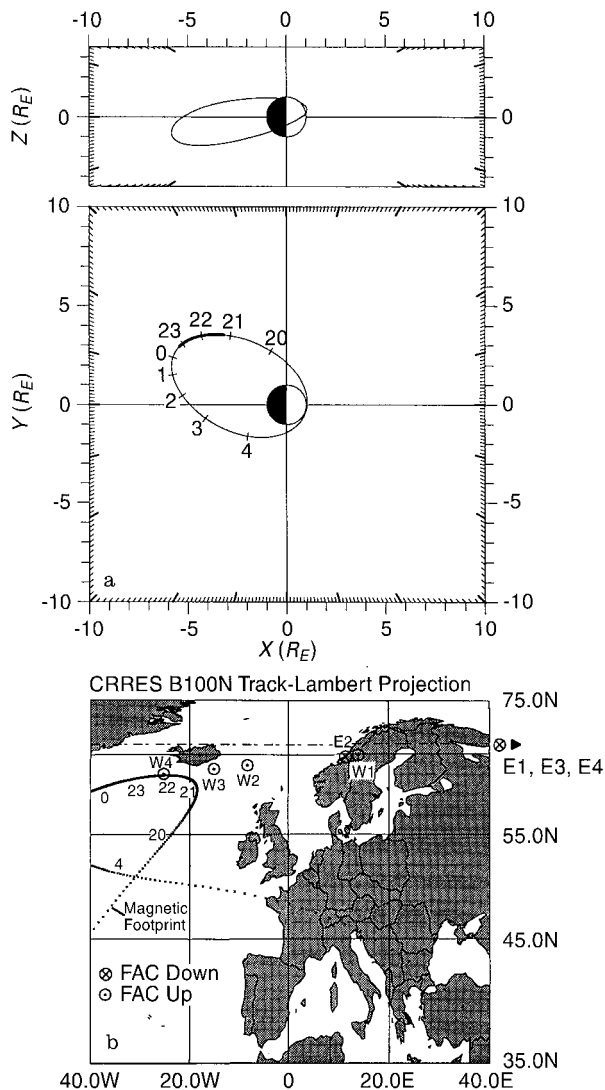 -10 -5 0 5 10
Z (RE)
0 0
10 10
5 5
23 22 21
20
0
1
2
3
4
Y (RE)
0 0
-5 -5
a
-10 -10
-10 -5 0 5 10
X (RE)
CRRES B100N Track-Lambert Projection
75.0N
E2
W4
W1
E1, E3, E4
W3 W2
0 23 22 21
20
55.0N
4
Magnetic
Footprint
45.0N
⊗ FAC Down
⊙ FAC Up
b
35.0N
40.0W 20.0W 0 20.0E 40.0E